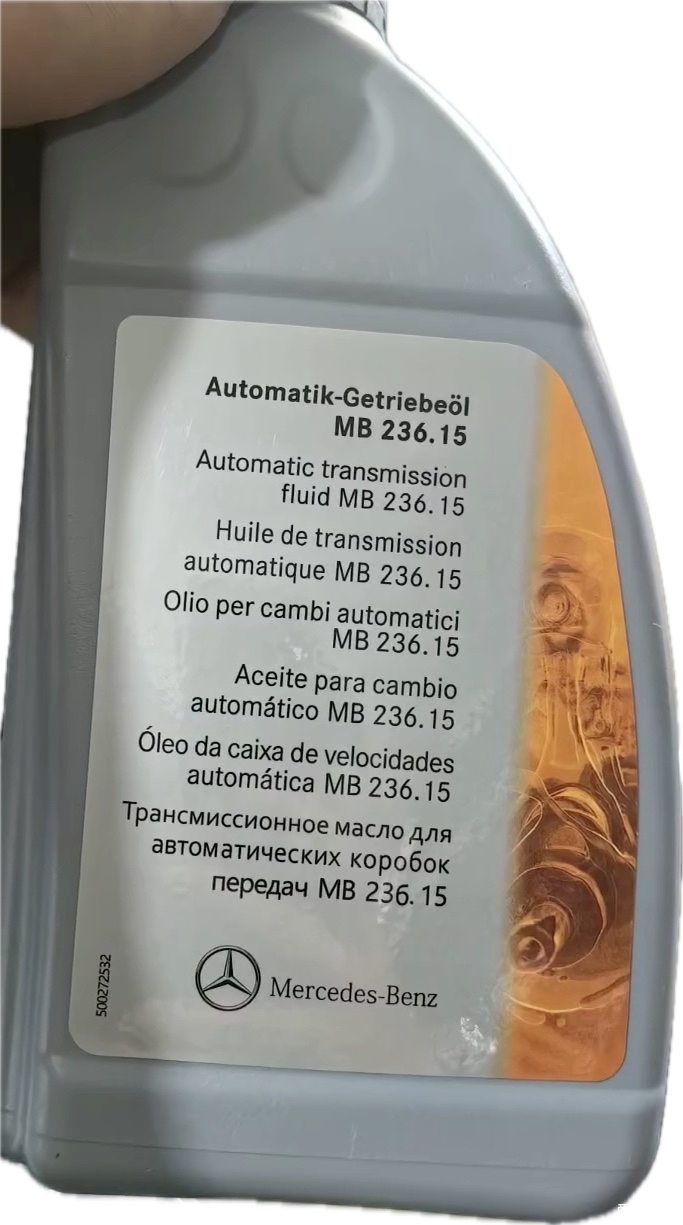 Automatik-Getriebeöl
MB 236.15
Automatic transmission
fluid MB 236.15
Huile de transmission
automatique MB 236.15
Olio per cambi automatici
MB 236.15
Aceite para cambio
automático MB 236.15
Óleo da caixa de velocidades
automática MB 236.15
Трансмиссионное масло для
автоматических коробок
передач MB 236.15
500272532
Mercedes-Benz